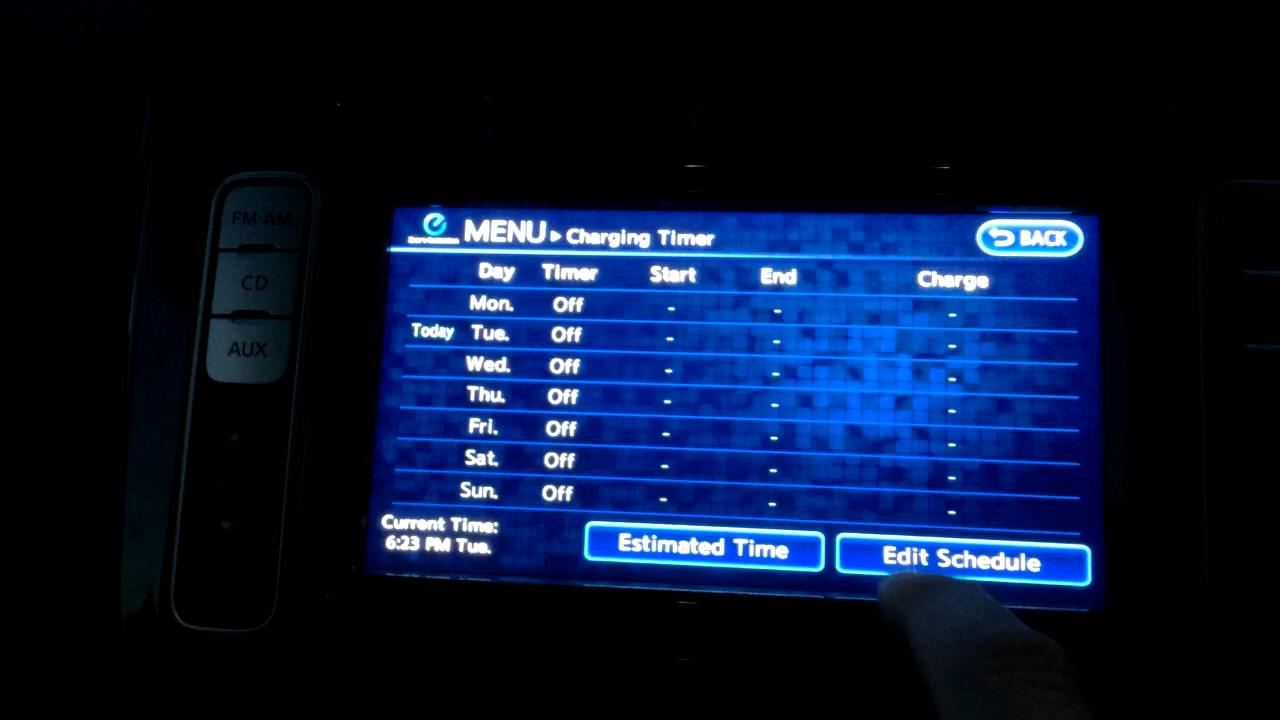 FM·AM
CD
AUX
MENU ▸ Charging Timer
BACK
Day Timer Start End Charge
Mon. Off - - -
Today Tue. Off - - -
Wed. Off - - -
Thu. Off - - -
Fri. Off - - -
Sat. Off - - -
Sun. Off - - -
Current Time:
6:23 PM Tue.
Estimated Time
Edit Schedule